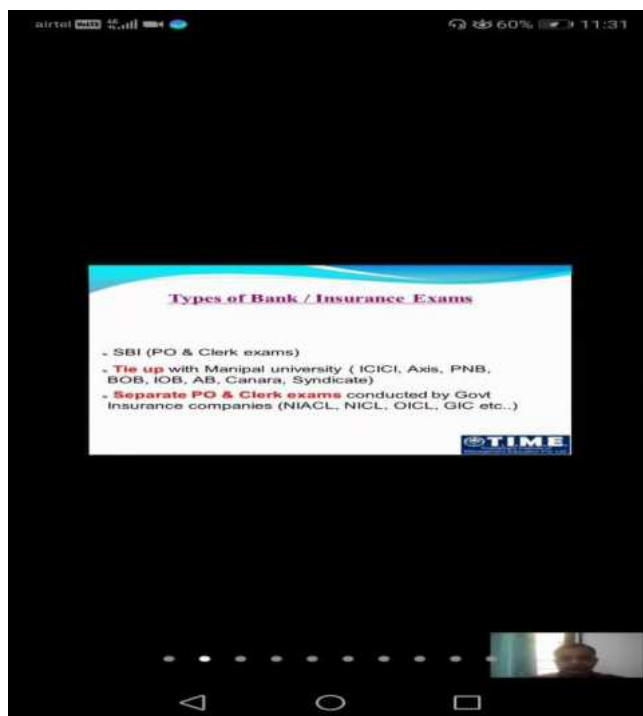 airtel VoLTE 60% 11:31
Types of Bank / Insurance Exams
SBI (PO & Clerk exams)
Tie up with Manipal university ( ICICI, Axis, PNB,
BOB, IOB, AB, Canara, Syndicate)
Separate PO & Clerk exams conducted by Govt
Insurance companies (NIACL, NICL, OICL, GIC etc..)
T.I.M.E.